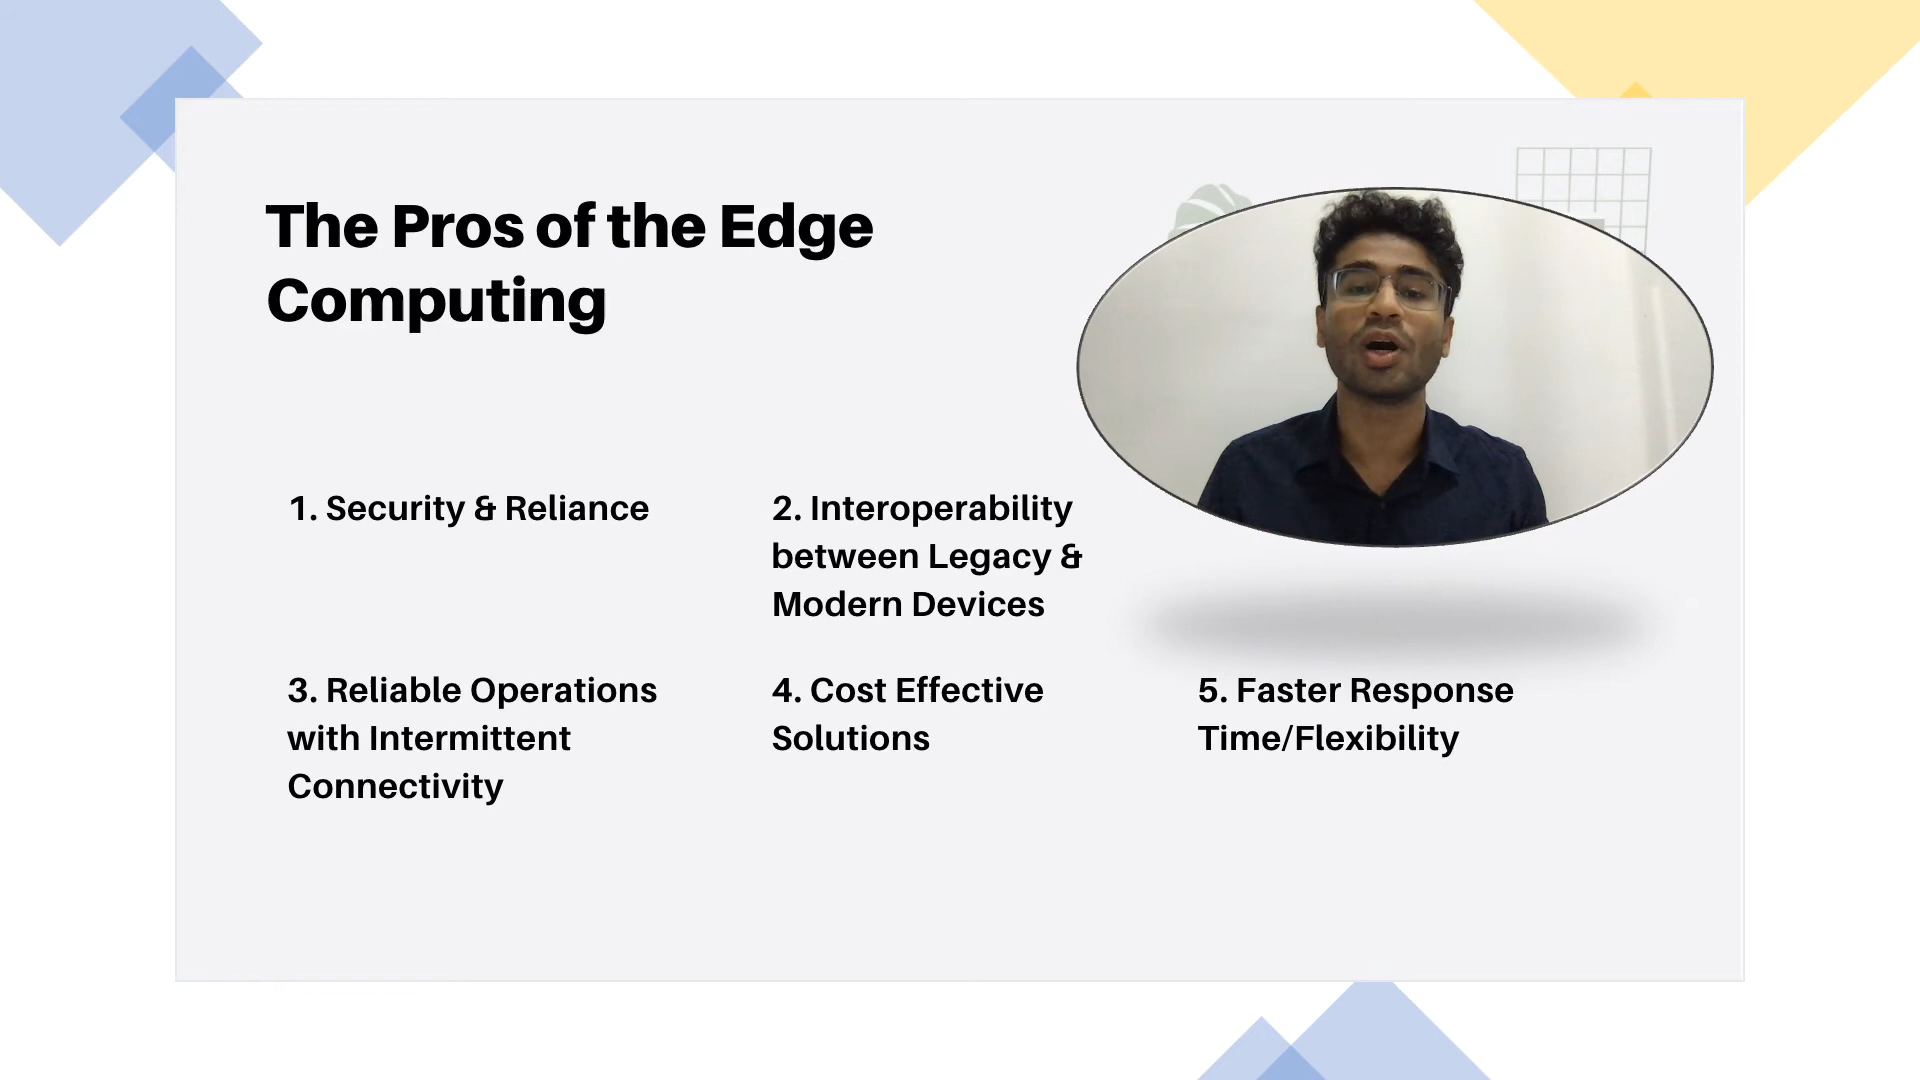 The Pros of the Edge
Computing
1. Security & Reliance
2. Interoperability
between Legacy &
Modern Devices
3. Reliable Operations
with Intermittent
Connectivity
4. Cost Effective
Solutions
5. Faster Response
Time/Flexibility